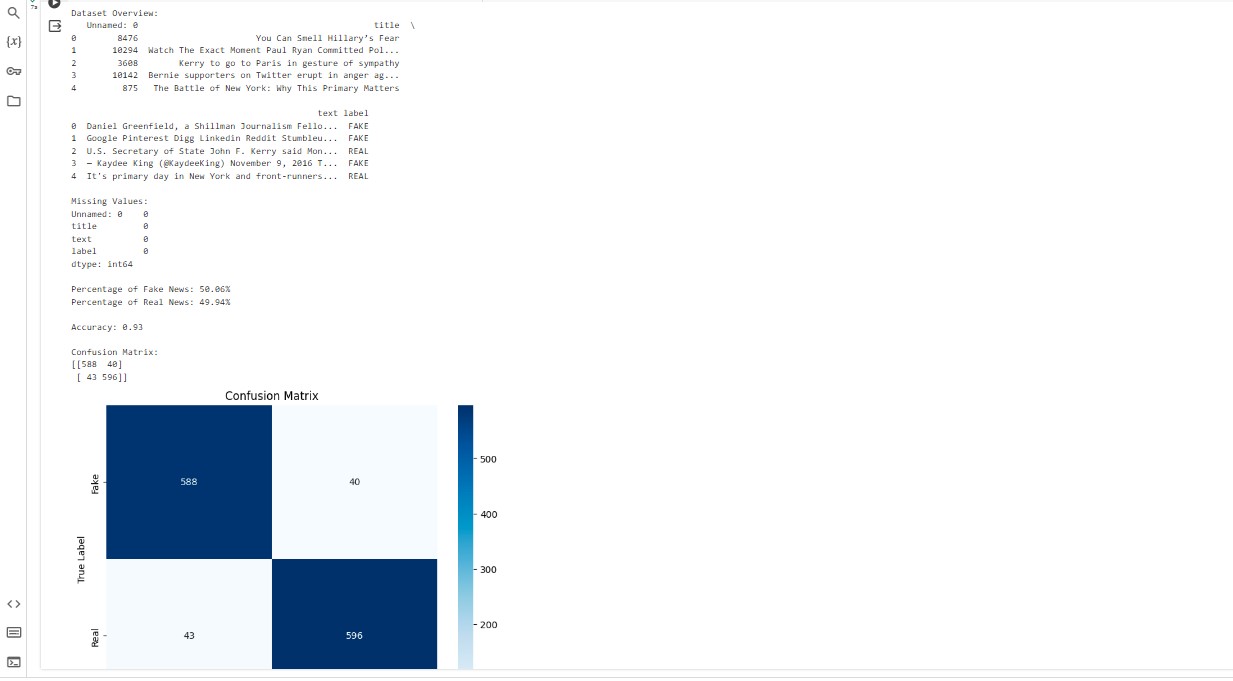 7s
Dataset Overview:
Unnamed: 0 title \
0 8476 You Can Smell Hillary’s Fear
1 10294 Watch The Exact Moment Paul Ryan Committed Pol...
2 3608 Kerry to go to Paris in gesture of sympathy
3 10142 Bernie supporters on Twitter erupt in anger ag...
4 875 The Battle of New York: Why This Primary Matters
text label
0 Daniel Greenfield, a Shillman Journalism Fello... FAKE
1 Google Pinterest Digg Linkedin Reddit Stumbleu... FAKE
2 U.S. Secretary of State John F. Kerry said Mon... REAL
3 — Kaydee King (@KaydeeKing) November 9, 2016 T... FAKE
4 It's primary day in New York and front-runners... REAL
Missing Values:
Unnamed: 0 0
title 0
text 0
label 0
dtype: int64
Percentage of Fake News: 50.06%
Percentage of Real News: 49.94%
Accuracy: 0.93
Confusion Matrix:
[[588 40]
[ 43 596]]
Confusion Matrix
Fake
588
40
True Label
Real
43
596
500
400
300
200